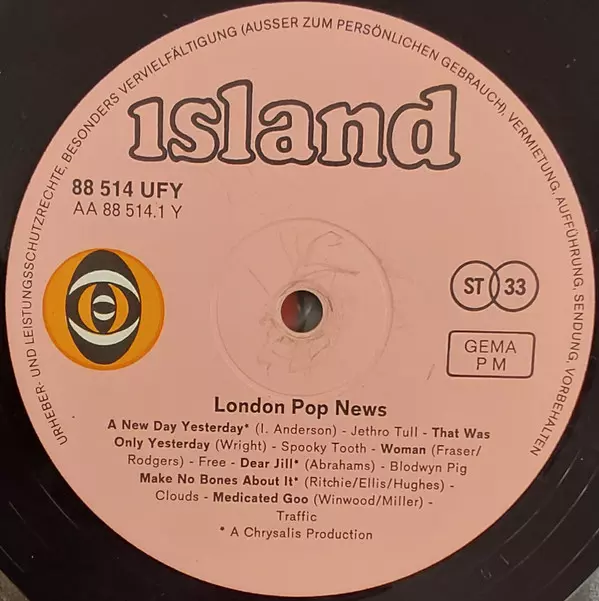 URHEBER- UND LEISTUNGSSCHUTZRECHTE, BESONDERS VERVIELFÄLTIGUNG (AUSSER ZUM PERSÖNLICHEN GEBRAUCH), VERMIETUNG, AUFFÜHRUNG, SENDUNG, VORBEHALTEN
ısland
88 514 UFY
AA 88 514.1 Y
ST 33
GEMA
P M
London Pop News
A New Day Yesterday* (I. Anderson) - Jethro Tull - That Was
Only Yesterday (Wright) - Spooky Tooth - Woman (Fraser/
Rodgers) - Free - Dear Jill* (Abrahams) - Blodwyn Pig
Make No Bones About It* (Ritchie/Ellis/Hughes) -
Clouds - Medicated Goo (Winwood/Miller) -
Traffic
* A Chrysalis Production